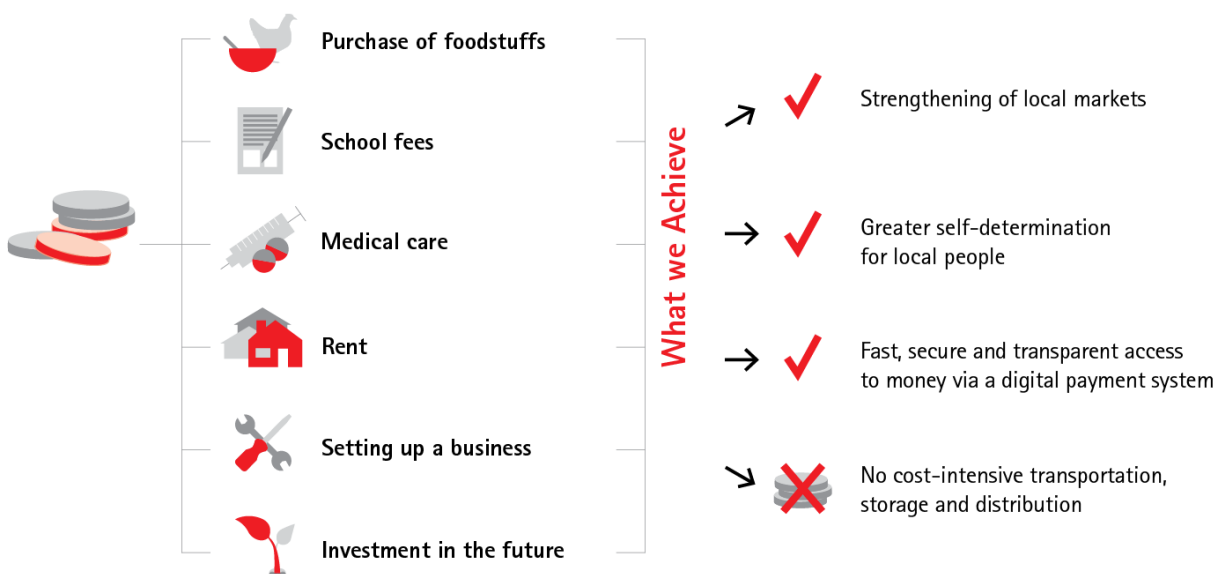 Purchase of foodstuffs
School fees
Medical care
Rent
Setting up a business
Investment in the future
What we Achieve
Strengthening of local markets
Greater self-determination
for local people
Fast, secure and transparent access
to money via a digital payment system
No cost-intensive transportation,
storage and distribution